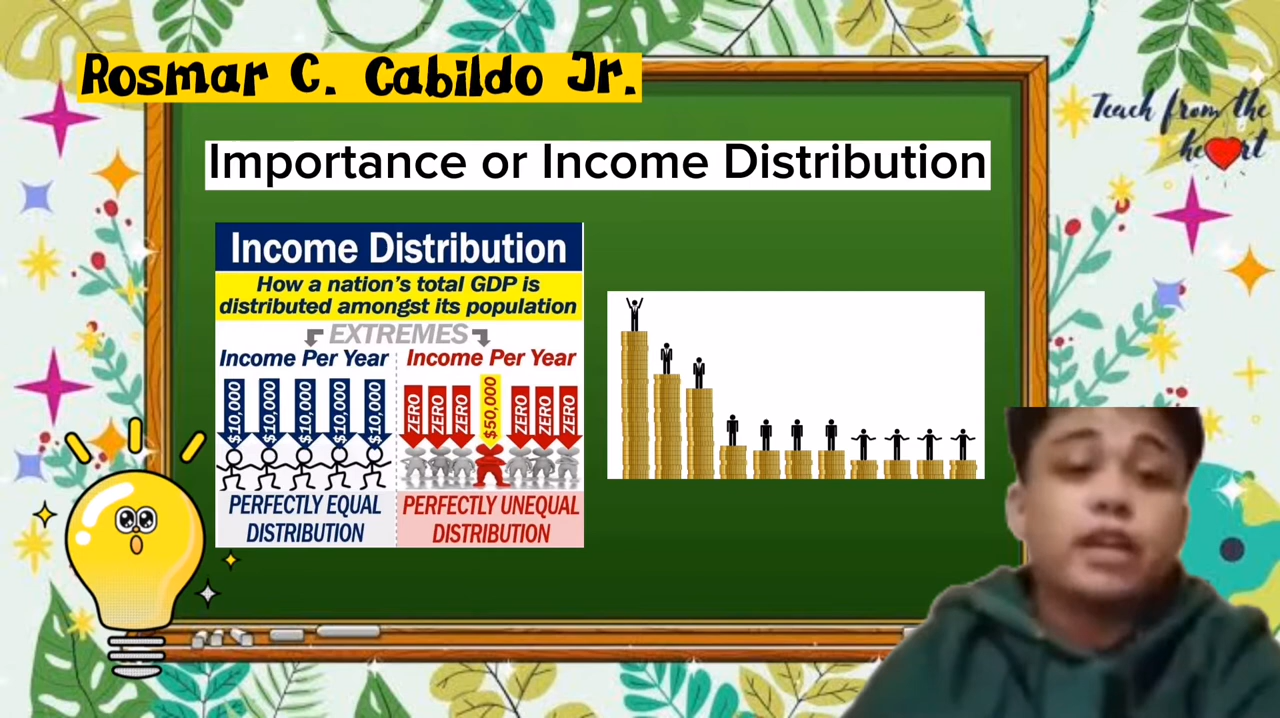 Rosmar C. Cabildo Jr.
Teach from the
heart
Importance or Income Distribution
Income Distribution
How a nation's total GDP is
distributed amongst its population
EXTREMES
Income Per Year
$10,000
$10,000
$10,000
$10,000
$10,000
PERFECTLY EQUAL
DISTRIBUTION
Income Per Year
ZERO
ZERO
ZERO
$50,000
ZERO
ZERO
ZERO
PERFECTLY UNEQUAL
DISTRIBUTION